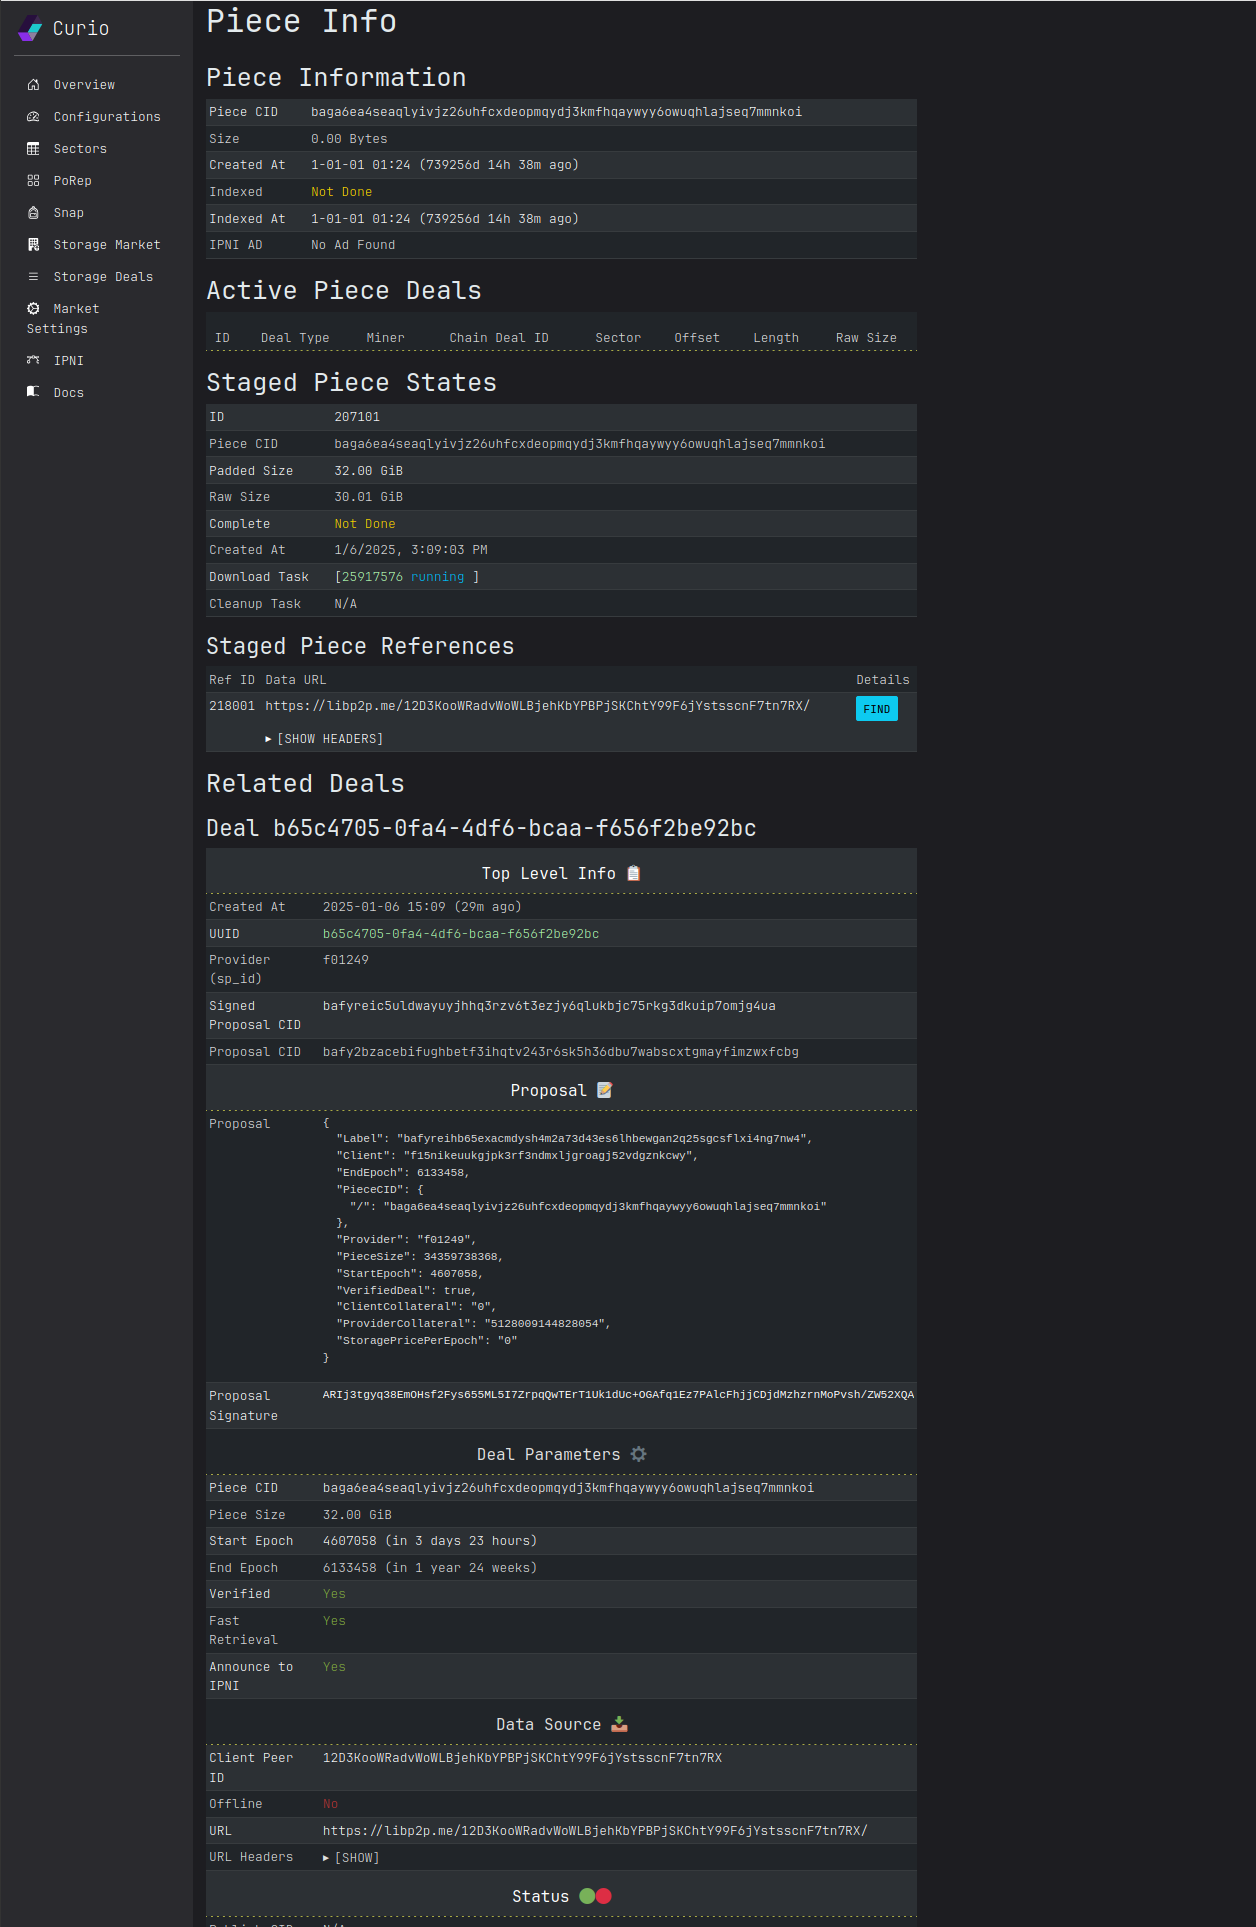 Curio
Overview
Configurations
Sectors
PoRep
Snap
Storage Market
Storage Deals
Market
Settings
IPNI
Docs
Piece Info
Piece Information
Piece CID baga6ea4seaqlyivjz26uhfcxdeopmqydj3kmfhqaywyy6owuqhlajseq7mmnkoi
Size 0.00 Bytes
Created At 1-01-01 01:24 (739256d 14h 38m ago)
Indexed Not Done
Indexed At 1-01-01 01:24 (739256d 14h 38m ago)
IPNI AD No Ad Found
Active Piece Deals
ID Deal Type Miner Chain Deal ID Sector Offset Length Raw Size
Staged Piece States
ID 207101
Piece CID baga6ea4seaqlyivjz26uhfcxdeopmqydj3kmfhqaywyy6owuqhlajseq7mmnkoi
Padded Size 32.00 GiB
Raw Size 30.01 GiB
Complete Not Done
Created At 1/6/2025, 3:09:03 PM
Download Task [25917576 running ]
Cleanup Task N/A
Staged Piece References
Ref ID Data URL Details
218001 https://libp2p.me/12D3KooWRadvWoWLBjehKbYPBPjSKChtY99F6jYstsscnF7tn7RX/ FIND
▸ [SHOW HEADERS]
Related Deals
Deal b65c4705-0fa4-4df6-bcaa-f656f2be92bc
Top Level Info 📋
Created At 2025-01-06 15:09 (29m ago)
UUID b65c4705-0fa4-4df6-bcaa-f656f2be92bc
Provider f01249
(sp_id)
Signed bafyreic5uldwayuyjhhq3rzv6t3ezjy6qlukbjc75rkg3dkuip7omjg4ua
Proposal CID
Proposal CID bafy2bzacebifughbetf3ihqtv243r6sk5h36dbu7wabscxtgmayfimzwxfcbg
Proposal 📝
Proposal {
"Label": "bafyreihb65exacmdysh4m2a73d43es6lhbewgan2q25sgcsflxi4ng7nw4",
"Client": "f15nikeuukgjpk3rf3ndmxljgroagj52vdgznkcwy",
"EndEpoch": 6133458,
"PieceCID": {
"/": "baga6ea4seaqlyivjz26uhfcxdeopmqydj3kmfhqaywyy6owuqhlajseq7mmnkoi"
},
"Provider": "f01249",
"PieceSize": 34359738368,
"StartEpoch": 4607058,
"VerifiedDeal": true,
"ClientCollateral": "0",
"ProviderCollateral": "5128009144828054",
"StoragePricePerEpoch": "0"
}
Proposal ARIj3tgyq38EmOHsf2Fys655ML5I7ZrpqQwTErT1Uk1dUc+OGAfq1Ez7PAlcFhjjCDjdMzhzrnMoPvsh/ZW52XQA
Signature
Deal Parameters ⚙️
Piece CID baga6ea4seaqlyivjz26uhfcxdeopmqydj3kmfhqaywyy6owuqhlajseq7mmnkoi
Piece Size 32.00 GiB
Start Epoch 4607058 (in 3 days 23 hours)
End Epoch 6133458 (in 1 year 24 weeks)
Verified Yes
Fast Yes
Retrieval
Announce to Yes
IPNI
Data Source 📥
Client Peer 12D3KooWRadvWoWLBjehKbYPBPjSKChtY99F6jYstsscnF7tn7RX
ID
Offline No
URL https://libp2p.me/12D3KooWRadvWoWLBjehKbYPBPjSKChtY99F6jYstsscnF7tn7RX/
URL Headers ▸ [SHOW]
Status 🟢🔴